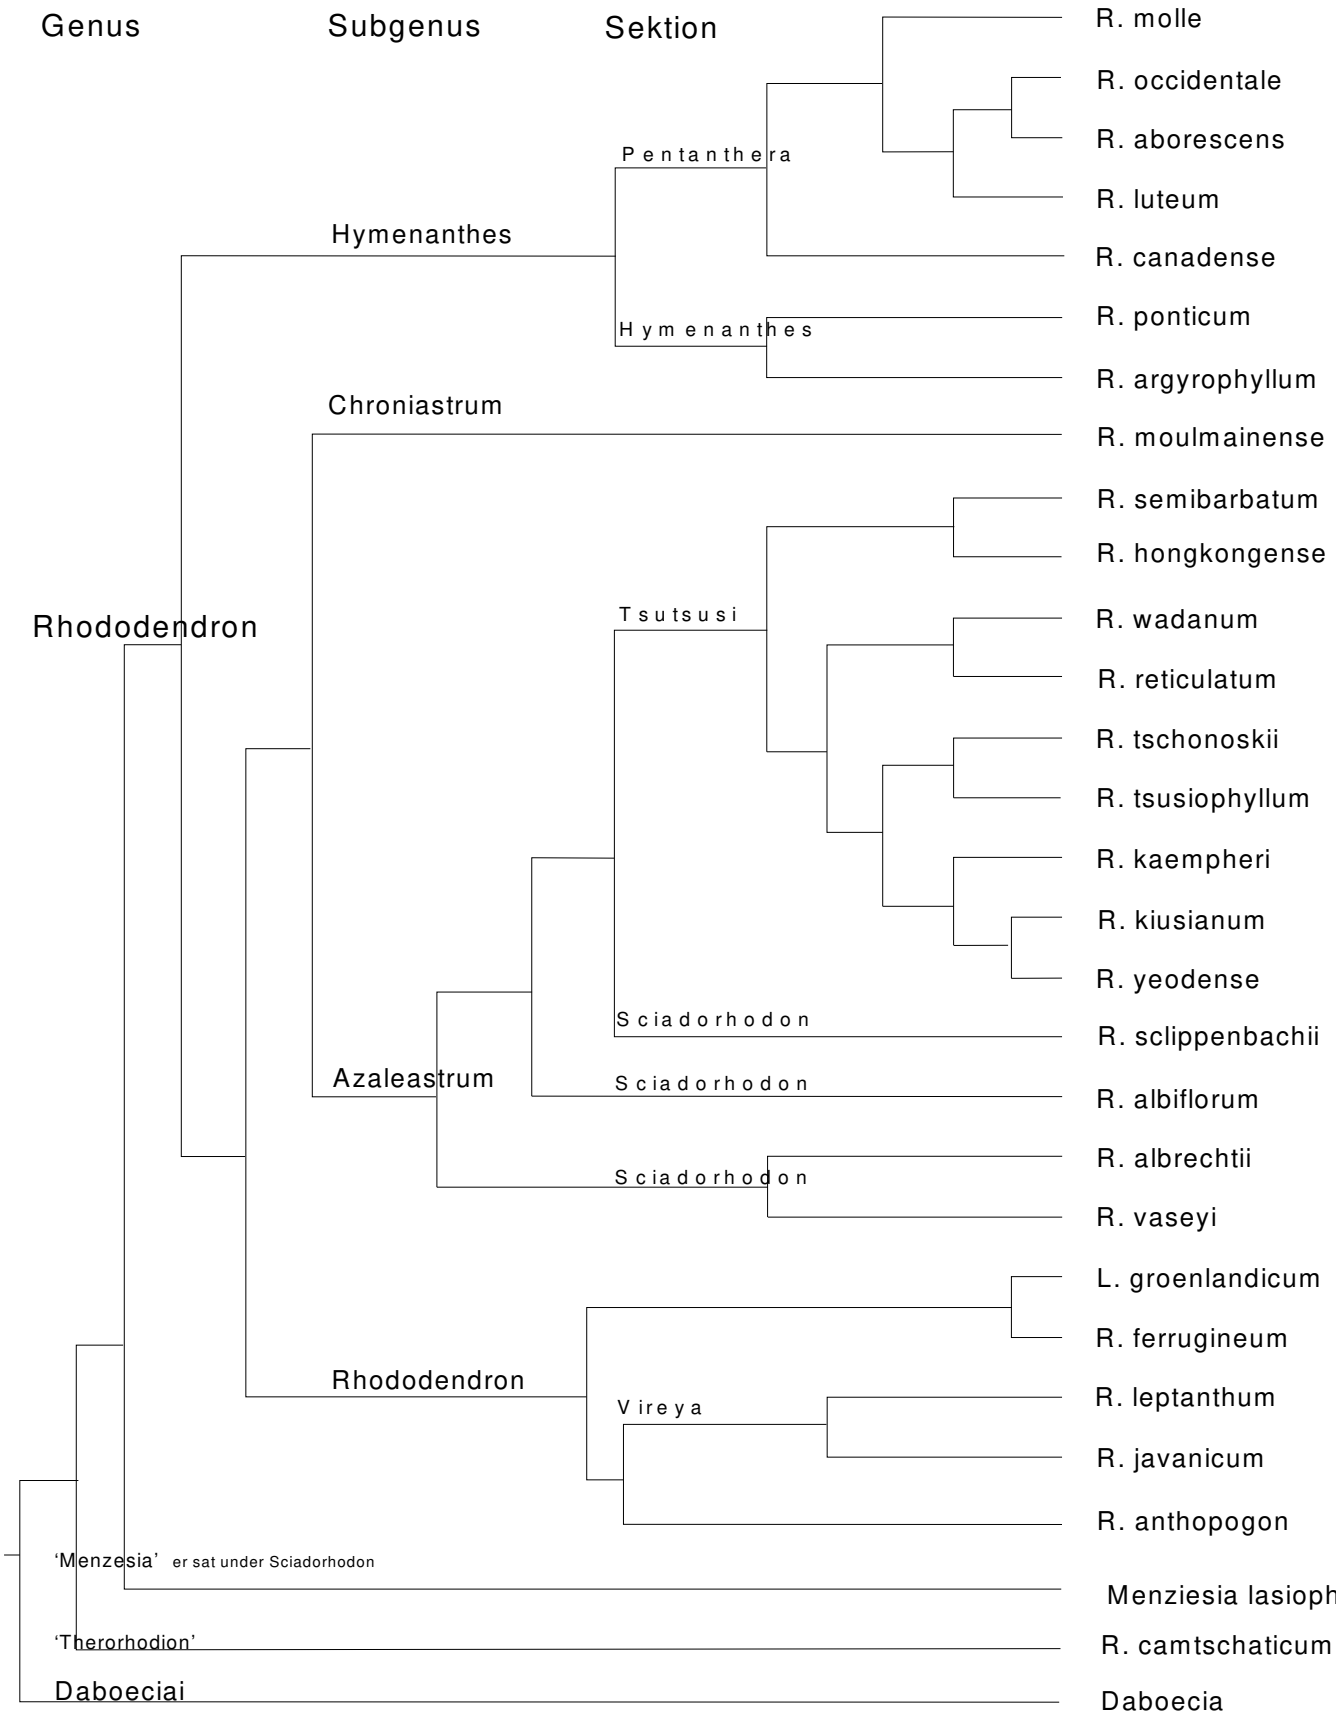 Genus Subgenus Sektion
R. molle
R. occidentale
R. aborescens
Pentanthera
R. luteum
Hymenanthes
R. canadense
R. ponticum
Hymenanthes
R. argyrophyllum
Chroniastrum
R. moulmainense
R. semibarbatum
R. hongkongense
Tsutsusi
R. wadanum
Rhododendron
R. reticulatum
R. tschonoskii
R. tsusiophyllum
R. kaempheri
R. kiusianum
R. yeodense
Sciadorhodon
R. sclippenbachii
Azaleastrum
Sciadorhodon
R. albiflorum
R. albrechtii
Sciadorhodon
R. vaseyi
L. groenlandicum
R. ferrugineum
Rhododendron
R. leptanthum
Vireya
R. javanicum
R. anthopogon
‘Menzesia’ er sat under Sciadorhodon
Menziesia lasioph
‘Therorhodion’
R. camtschaticum
Daboeciai
Daboecia